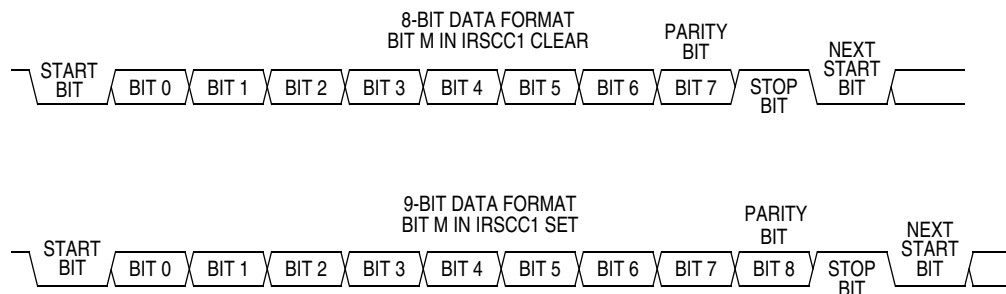 8-BIT DATA FORMAT
BIT M IN IRSCC1 CLEAR
PARITY
BIT
START
BIT
BIT 0
BIT 1
BIT 2
BIT 3
BIT 4
BIT 5
BIT 6
BIT 7
STOP
BIT
NEXT
START
BIT
9-BIT DATA FORMAT
BIT M IN IRSCC1 SET
PARITY
BIT
START
BIT
BIT 0
BIT 1
BIT 2
BIT 3
BIT 4
BIT 5
BIT 6
BIT 7
BIT 8
STOP
BIT
NEXT
START
BIT